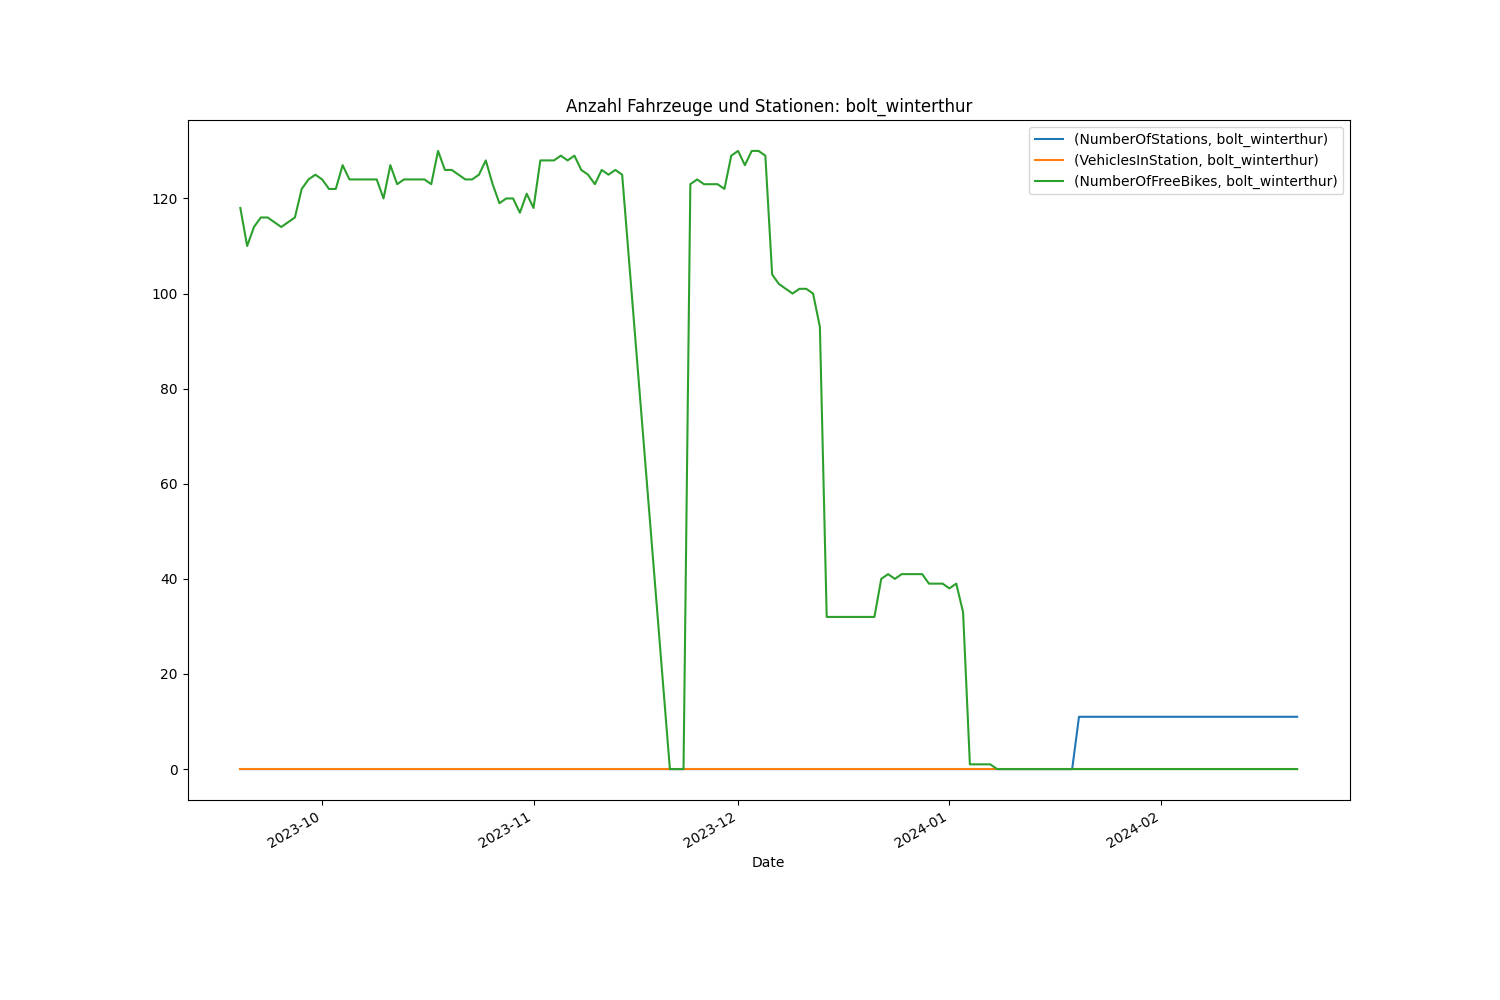 Anzahl Fahrzeuge und Stationen: bolt_winterthur
(NumberOfStations, bolt_winterthur)
(VehiclesInStation, bolt_winterthur)
(NumberOfFreeBikes, bolt_winterthur)
120
100
80
60
40
20
0
2023-10
2023-11
2023-12
2024-01
2024-02
Date